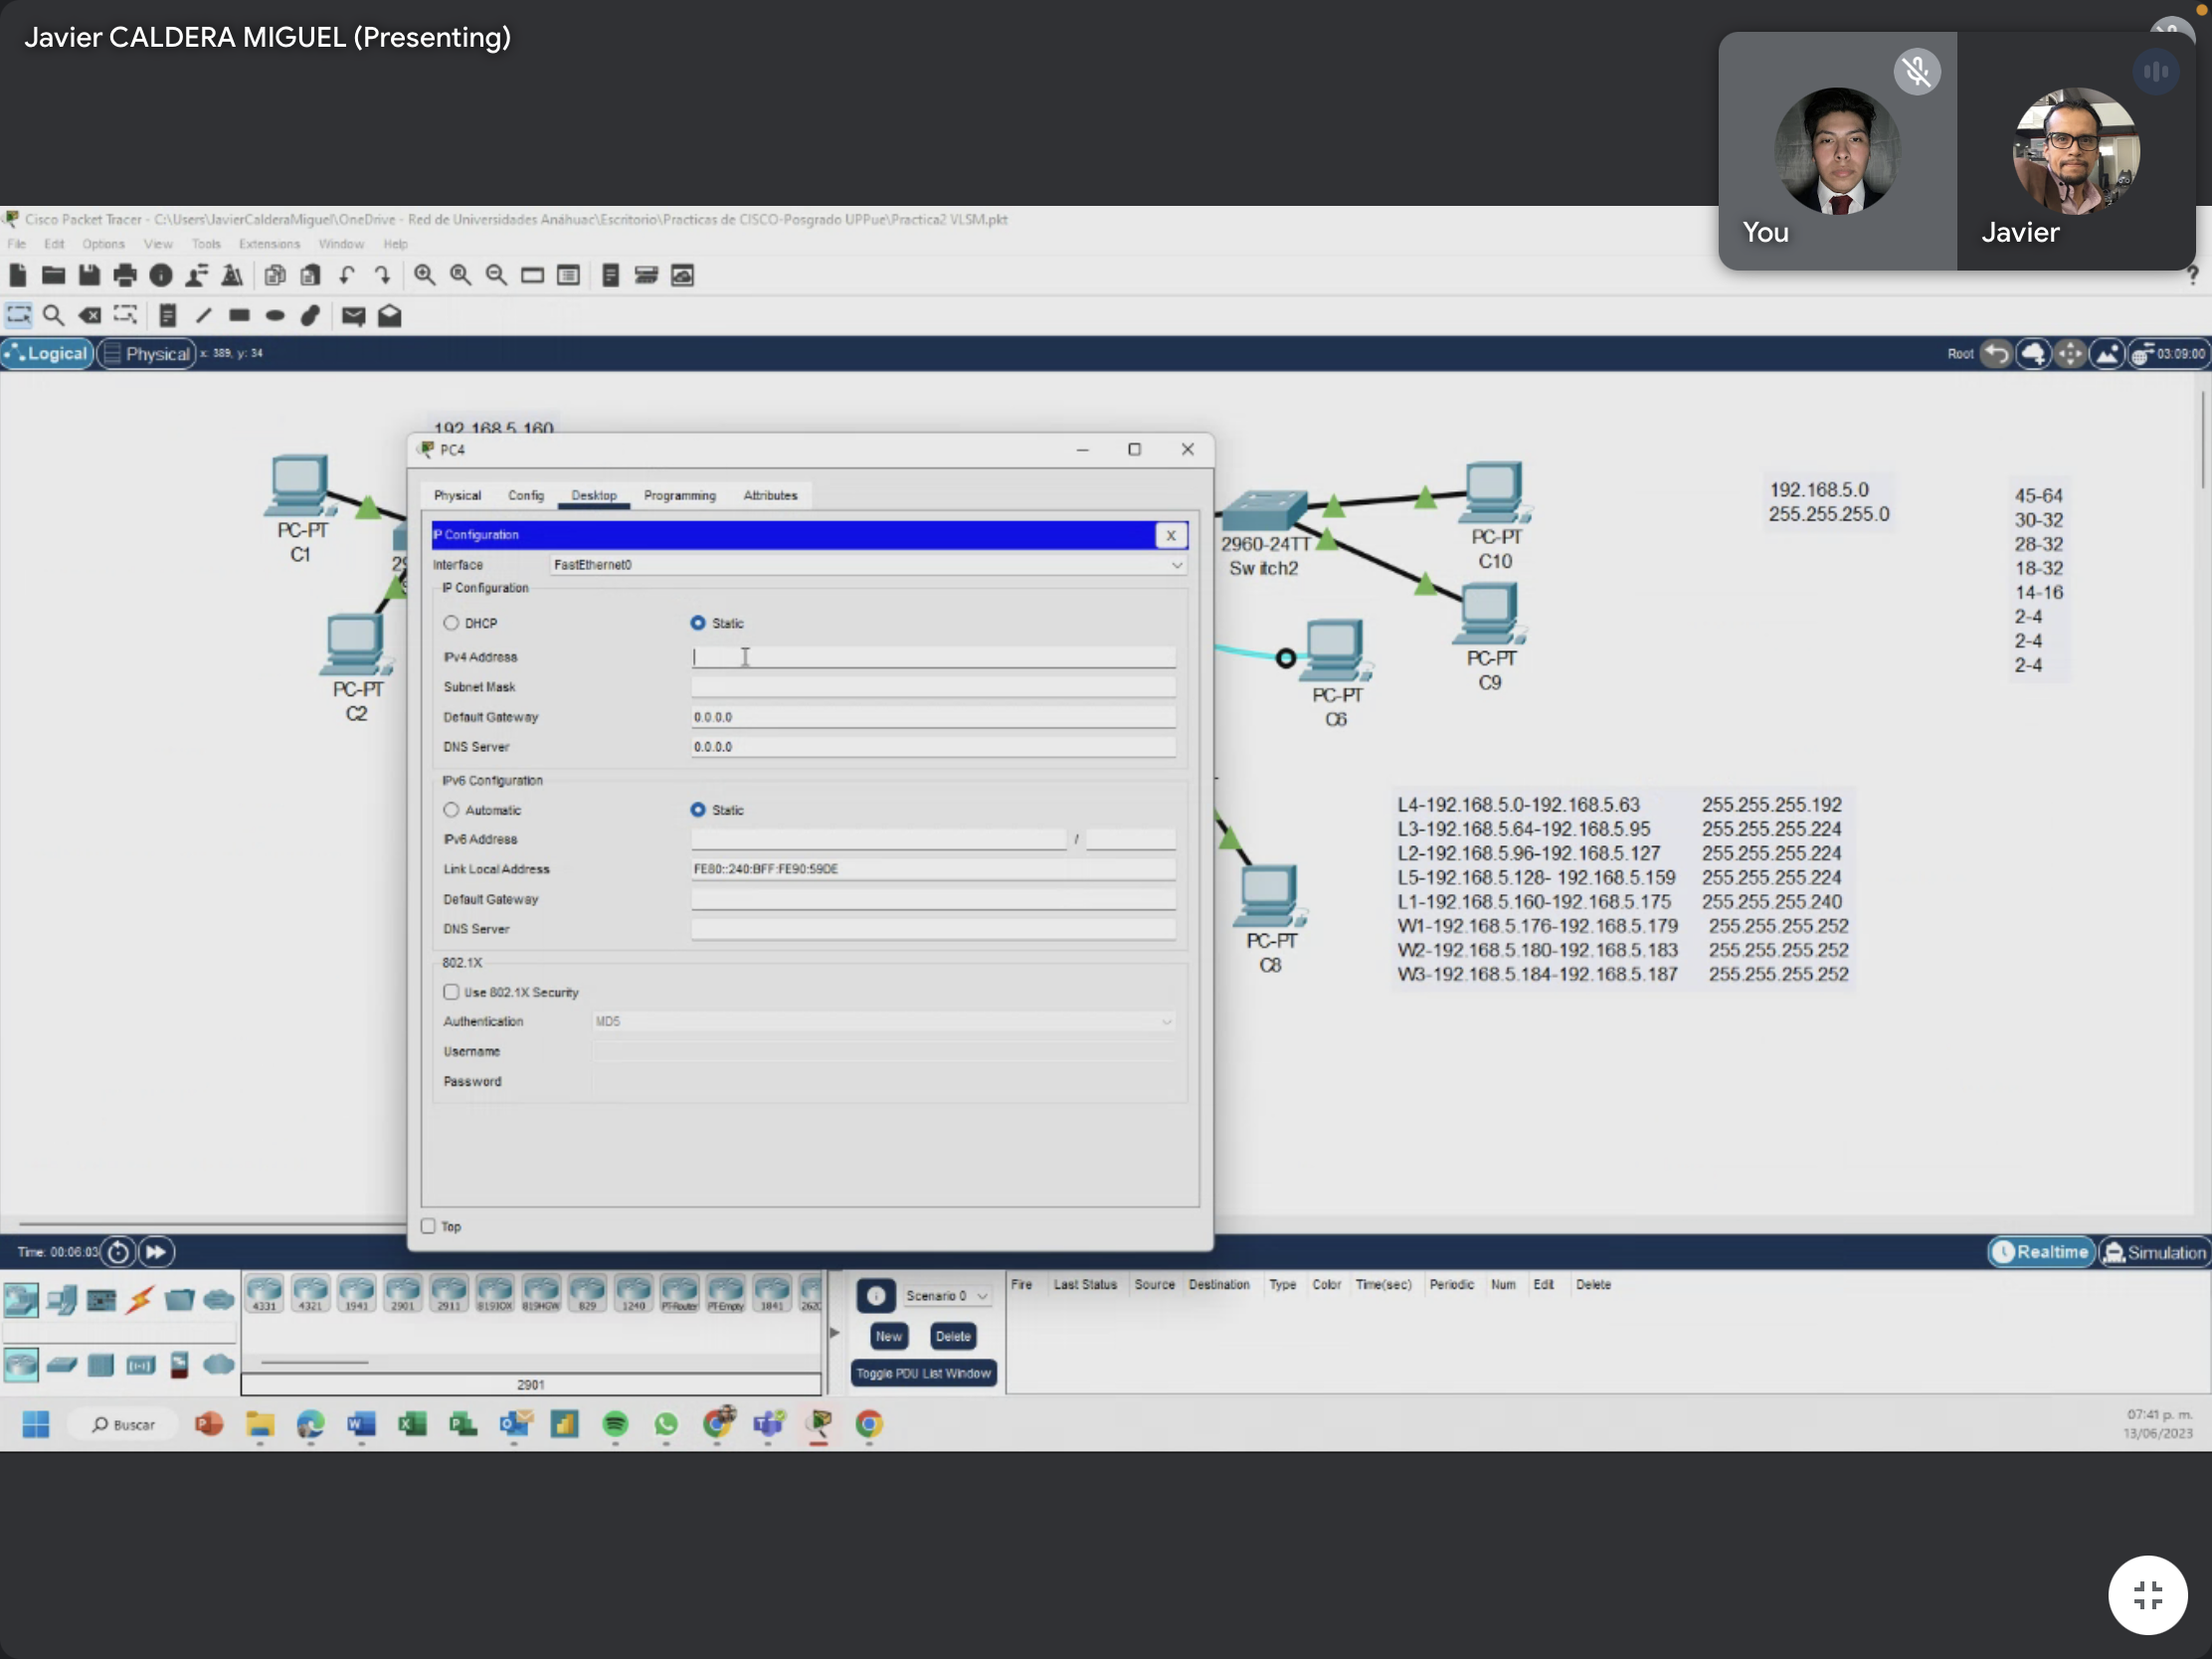 Javier CALDERA MIGUEL (Presenting)
You
Javier
Cisco Packet Tracer - C:\Users\JavierCalderaMiguel\OneDrive - Red de Universidades Anáhuac\Escritorio\Practicas de CISCO-Posgrado UPPue\Practica2 VLSM.pkt
File Edit Options View Tools Extensions Window Help
?
Logical Physical x: 389, y: 34
Root 03:09:00
192.168.5.160
PC-PT
C1
PC-PT
C2
PC4
Physical Config Desktop Programming Attributes
IP Configuration
X
Interface FastEthernet0
IP Configuration
DHCP Static
IPv4 Address
Subnet Mask
Default Gateway 0.0.0.0
DNS Server 0.0.0.0
IPv6 Configuration
Automatic Static
IPv6 Address /
Link Local Address FE80::240:BFF:FE90:59DE
Default Gateway
DNS Server
802.1X
Use 802.1X Security
Authentication MD5
Username
Password
Top
2960-24TT
Switch2
PC-PT
C10
PC-PT
C9
PC-PT
C6
PC-PT
C8
192.168.5.0
255.255.255.0
45-64
30-32
28-32
18-32
14-16
2-4
2-4
2-4
L4-192.168.5.0-192.168.5.63 255.255.255.192
L3-192.168.5.64-192.168.5.95 255.255.255.224
L2-192.168.5.96-192.168.5.127 255.255.255.224
L5-192.168.5.128- 192.168.5.159 255.255.255.224
L1-192.168.5.160-192.168.5.175 255.255.255.240
W1-192.168.5.176-192.168.5.179 255.255.255.252
W2-192.168.5.180-192.168.5.183 255.255.255.252
W3-192.168.5.184-192.168.5.187 255.255.255.252
Time: 00:06:03
Realtime Simulation
4331 4321 1941 2901 2911 819IOX 819HGW 829 1240 PT-Router PT-Empty 1841
2901
Scenario 0
New Delete
Toggle PDU List Window
Fire Last Status Source Destination Type Color Time(sec) Periodic Num Edit Delete
Buscar
07:41 p. m.
13/06/2023